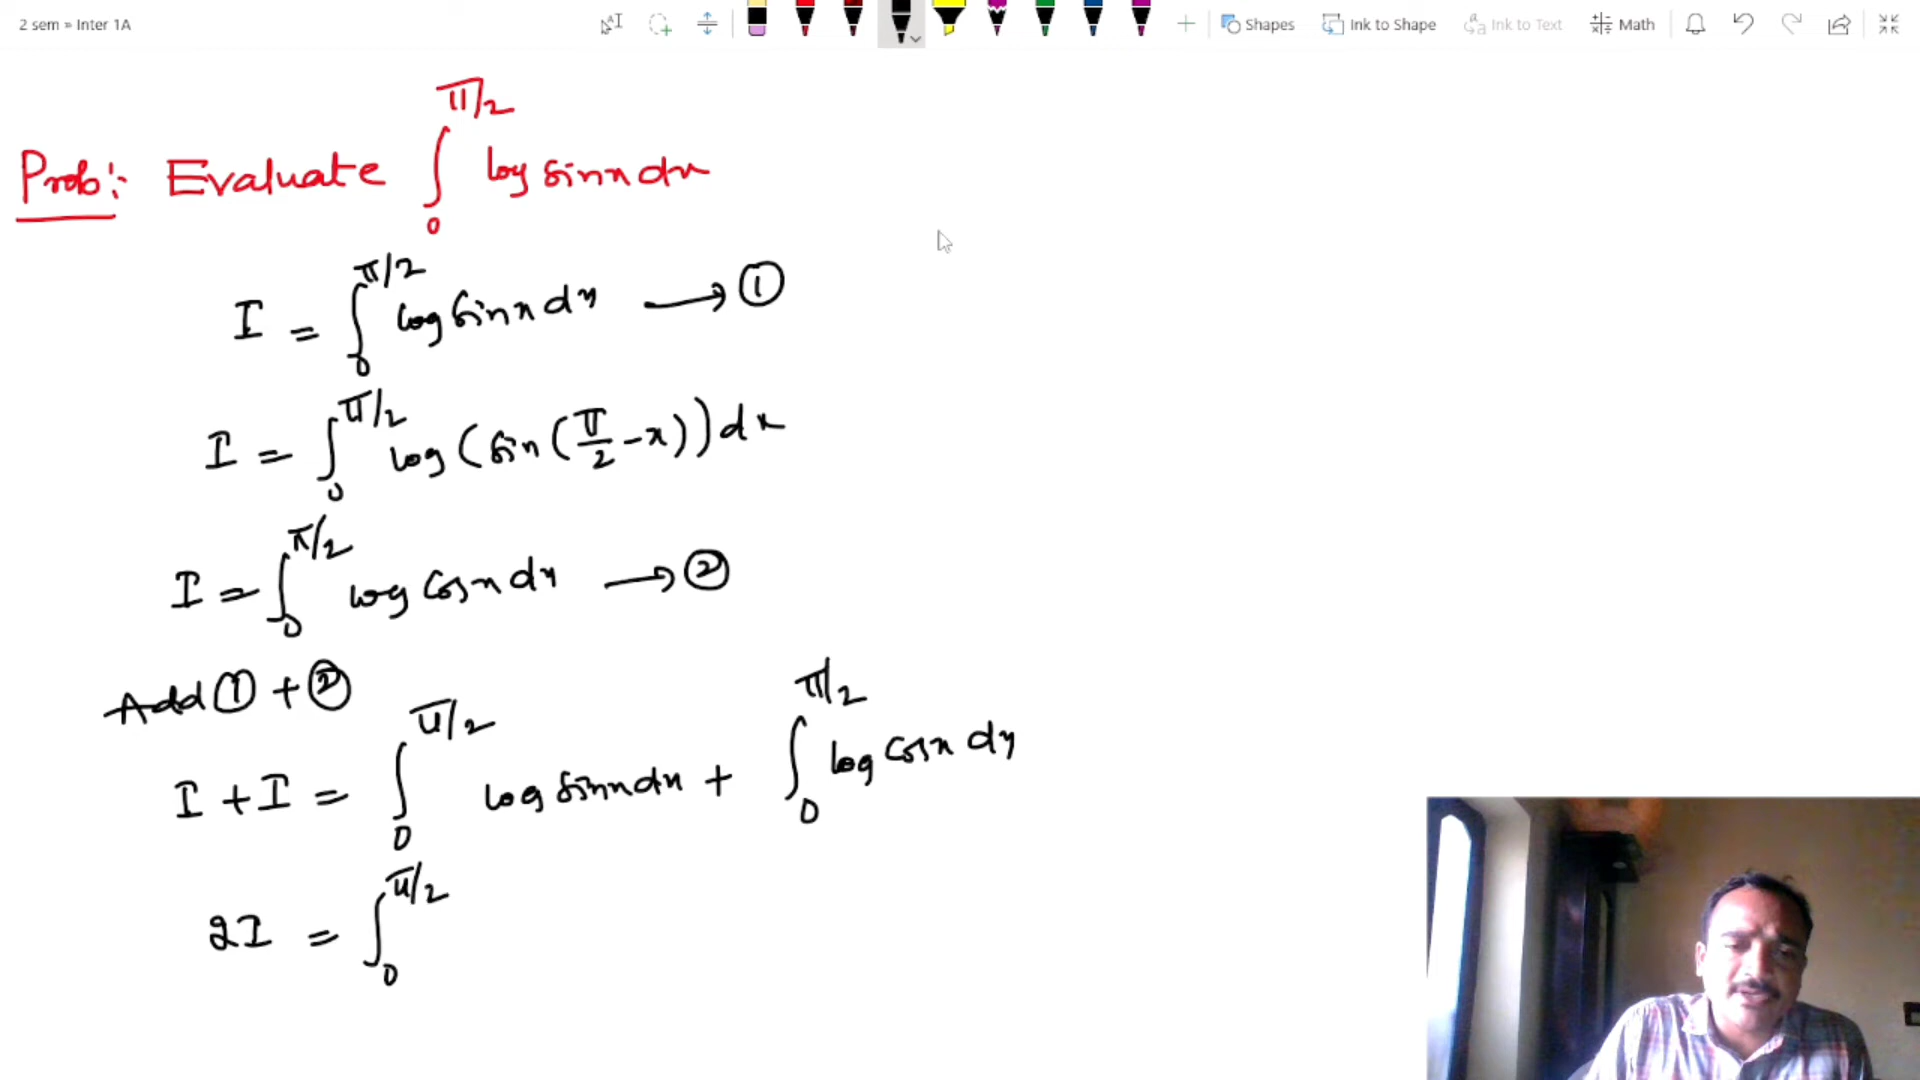 2 sem » Inter 1A
Shapes Ink to Shape Ink to Text Math
Prob:- Evaluate ∫₀^{π/2} log sinx dx
I = ∫₀^{π/2} log sinx dx ⟶ ①
I = ∫₀^{π/2} log (sin (π/2 - x)) dx
I = ∫₀^{π/2} log cosx dx ⟶ ②
Add ① + ②
I + I = ∫₀^{π/2} log sinx dx + ∫₀^{π/2} log cosx dx
2I = ∫₀^{π/2}